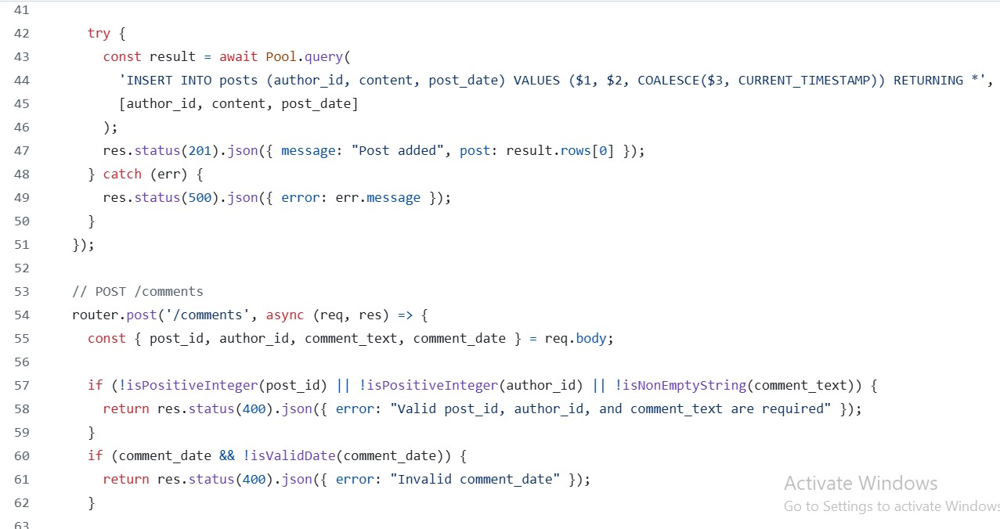 41
42 try {
43 const result = await Pool.query(
44 'INSERT INTO posts (author_id, content, post_date) VALUES ($1, $2, COALESCE($3, CURRENT_TIMESTAMP)) RETURNING *',
45 [author_id, content, post_date]
46 );
47 res.status(201).json({ message: "Post added", post: result.rows[0] });
48 } catch (err) {
49 res.status(500).json({ error: err.message });
50 }
51 });
52
53 // POST /comments
54 router.post('/comments', async (req, res) => {
55 const { post_id, author_id, comment_text, comment_date } = req.body;
56
57 if (!isPositiveInteger(post_id) || !isPositiveInteger(author_id) || !isNonEmptyString(comment_text)) {
58 return res.status(400).json({ error: "Valid post_id, author_id, and comment_text are required" });
59 }
60 if (comment_date && !isValidDate(comment_date)) {
61 return res.status(400).json({ error: "Invalid comment_date" });
62 }
63
Activate Windows
Go to Settings to activate Windows